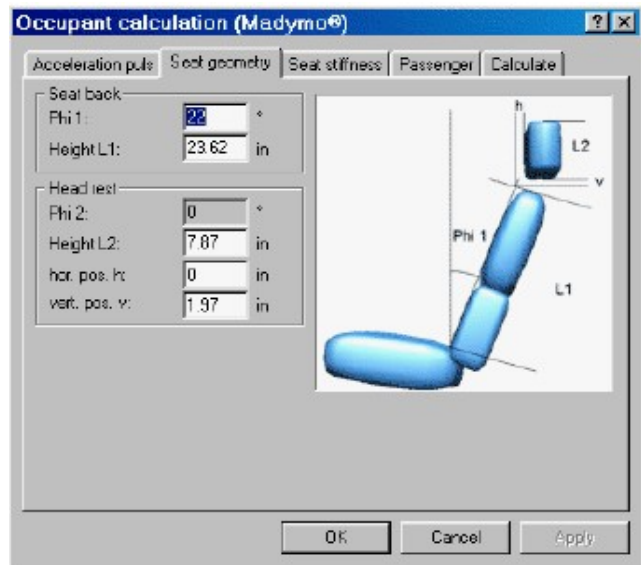 Occupant calculation (Madymo®)
Acceleration puls Seat geometry Seat stiffness Passenger Calculate
Seat back
Phi 1: 22 °
Height L1: 23.62 in
Head rest
Phi 2: 0 °
Height L2: 7.87 in
hor. pos. h: 0 in
vert. pos. v: 1.97 in
h
L2
v
Phi 1
L1
OK Cancel Apply